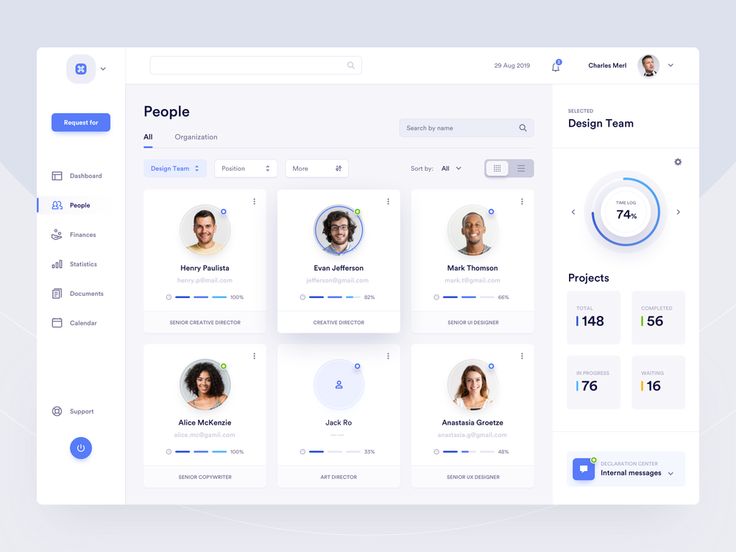 29 Aug 2019
5
Charles Merl
Request for
Dashboard
People
Finances
Statistics
Documents
Calendar
Support
People
All
Organization
Search by name
Design Team
Position
More
Sort by: All
Henry Paulista
henry.p@mail.com
100%
SENIOR CREATIVE DIRECTOR
Evan Jefferson
jefferson@gmail.com
82%
CREATIVE DIRECTOR
Mark Thomson
mark.t@gmail.com
66%
SENIOR UI DESIGNER
Alice McKenzie
alice.mc@gamil.com
100%
SENIOR COPYWRITER
Jack Ro
33%
ART DIRECTOR
Anastasia Groetze
anastasia.g@gmail.com
48%
SENIOR UX DESIGNER
SELECTED
Design Team
TIME LOG
74%
Projects
TOTAL
148
COMPLETED
56
IN PROGRESS
76
WAITING
16
DECLARATION CENTER
Internal messages